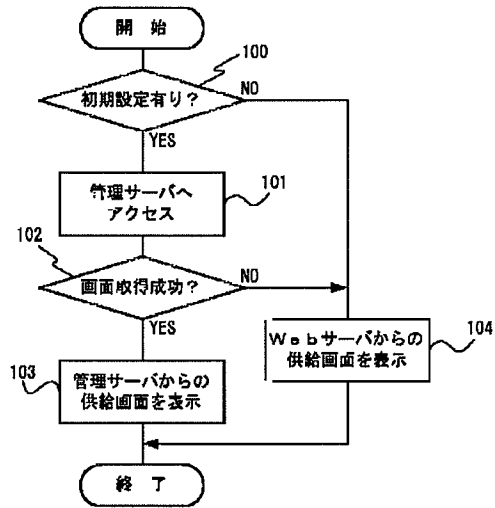 開 始
100
初期設定有り?
NO
YES
管理サーバへ
アクセス
101
102
画面取得成功?
NO
YES
103
管理サーバからの
供給画面を表示
Webサーバからの
供給画面を表示
104
終 了